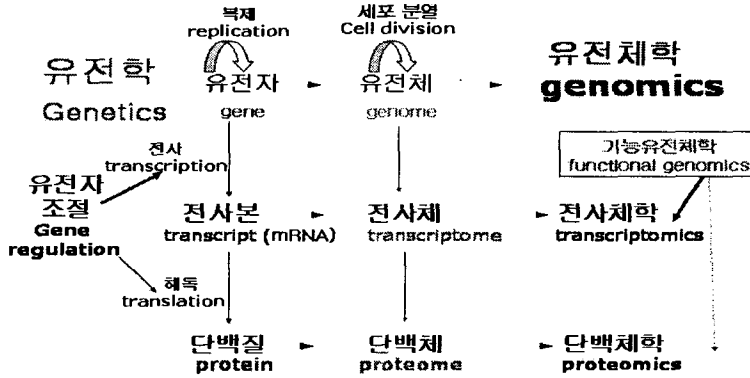 복제
replication
세포 분열
Cell division
유전학
Genetics
유전자
gene
유전체
genome
유전체학
genomics
전사
transcription
기능유전체학
functional genomics
유전자
조절
Gene
regulation
전사본
transcript (mRNA)
전사체
transcriptome
전사체학
transcriptomics
해독
translation
단백질
protein
단백체
proteome
단백체학
proteomics